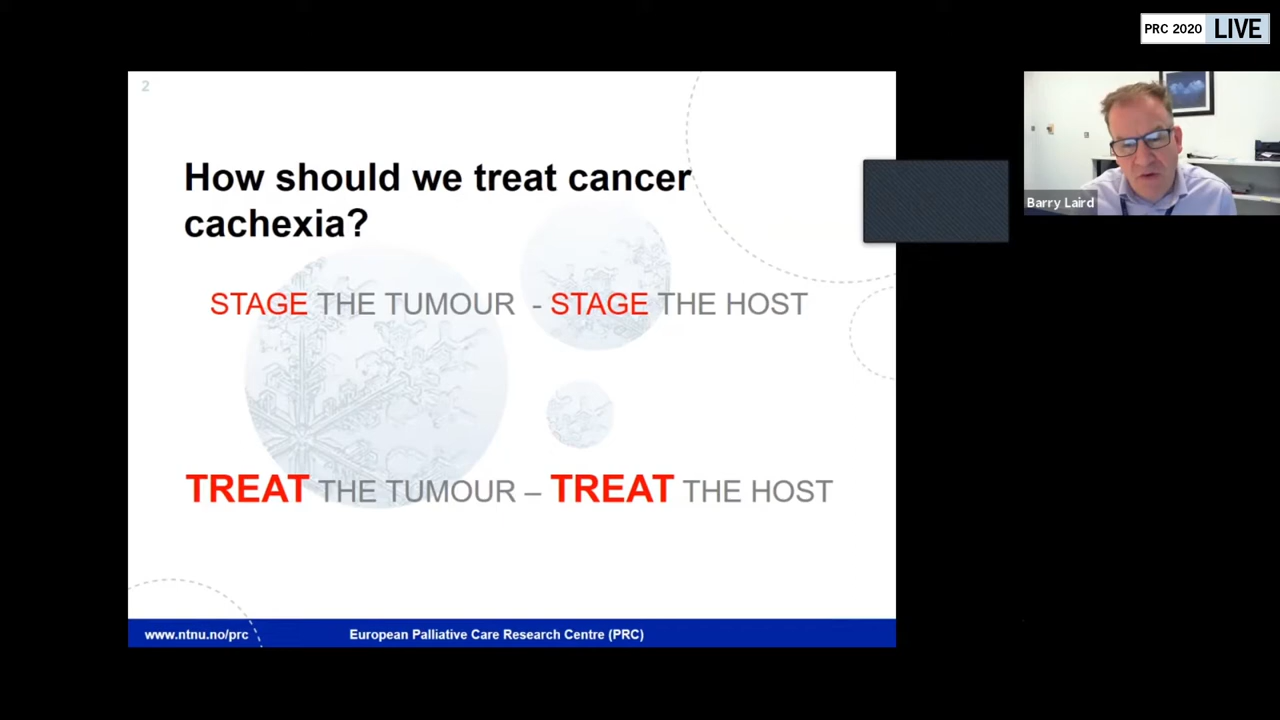 PRC 2020 LIVE
2
How should we treat cancer
cachexia?
STAGE THE TUMOUR - STAGE THE HOST
TREAT THE TUMOUR – TREAT THE HOST
www.ntnu.no/prc European Palliative Care Research Centre (PRC)
Barry Laird